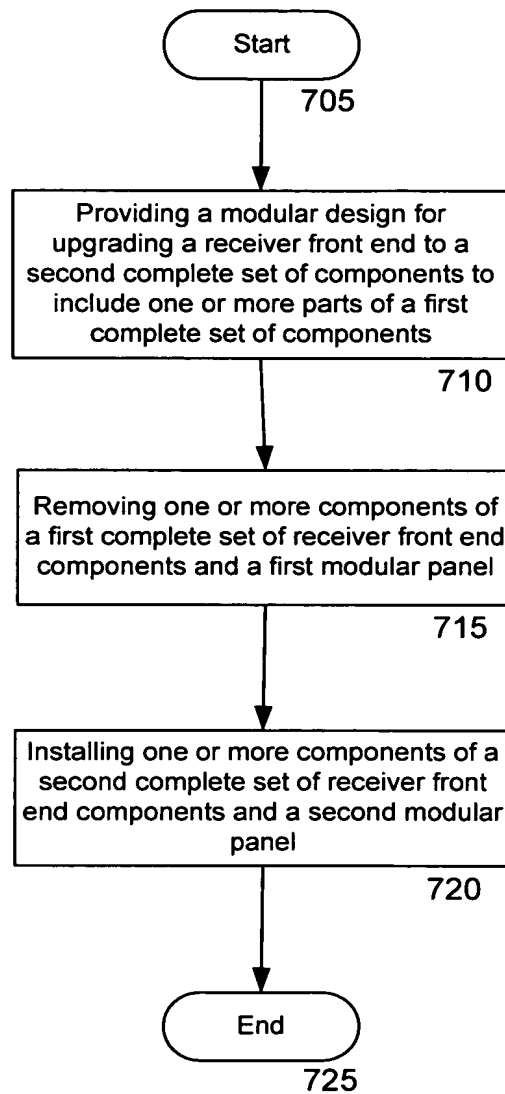 Start
705
Providing a modular design for
upgrading a receiver front end to a
second complete set of components to
include one or more parts of a first
complete set of components
710
Removing one or more components of
a first complete set of receiver front end
components and a first modular panel
715
Installing one or more components of a
second complete set of receiver front
end components and a second modular
panel
720
End
725